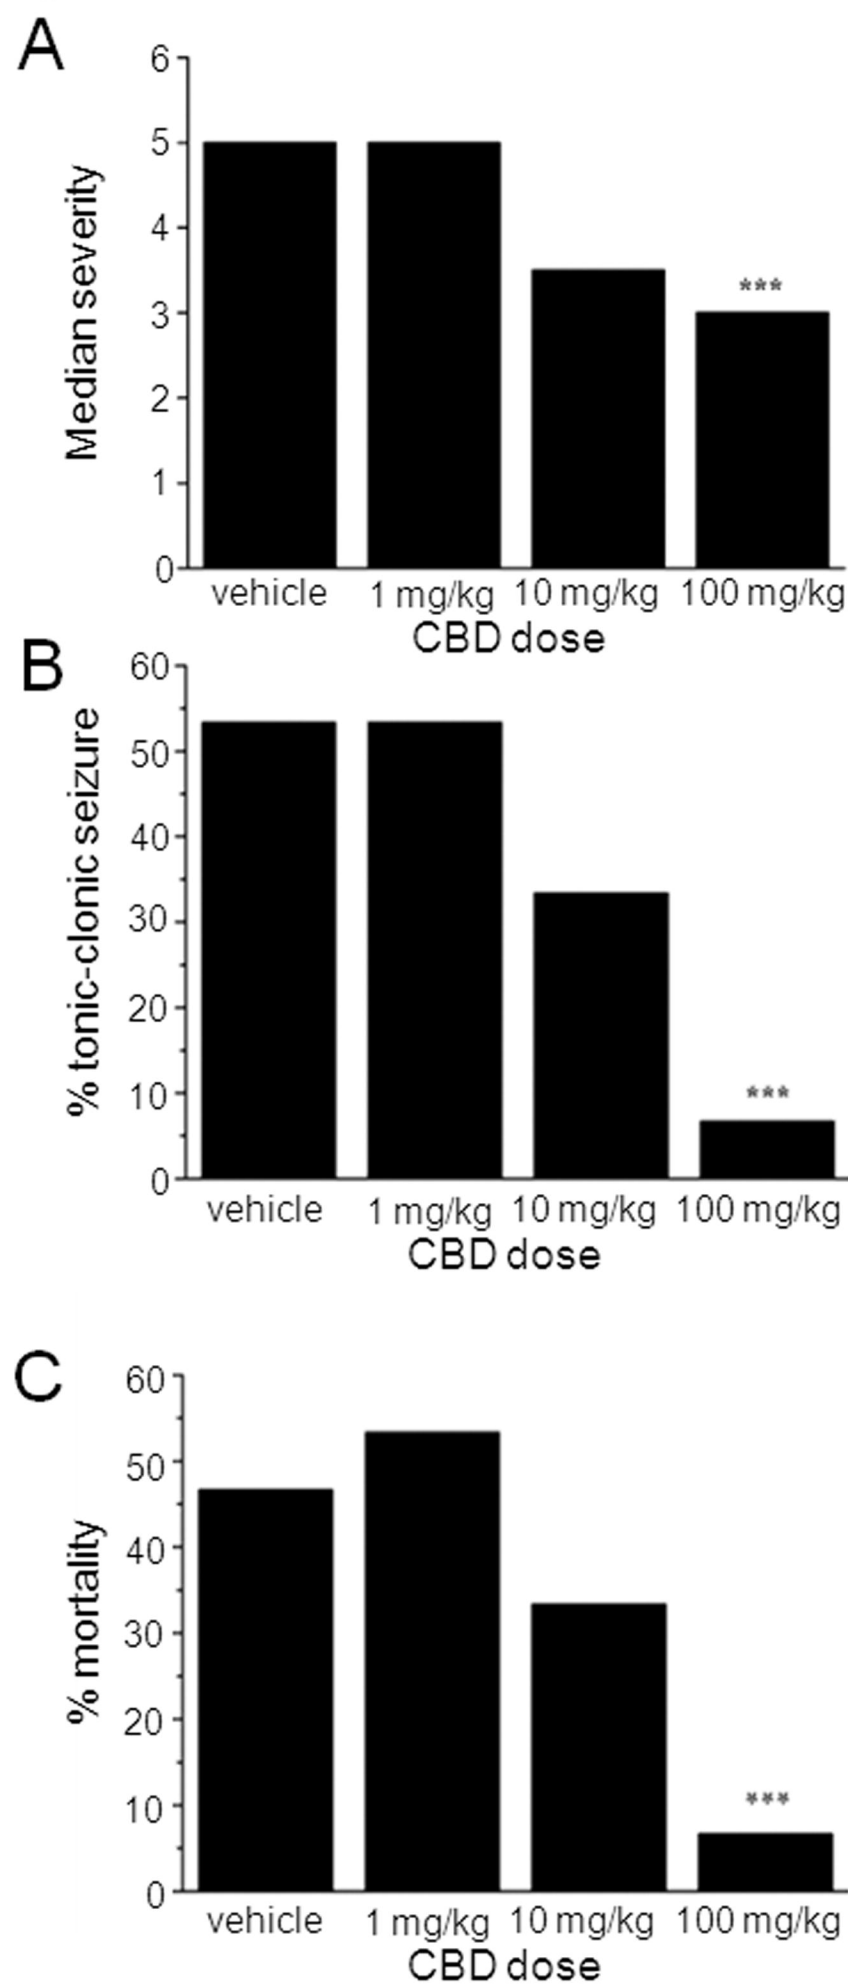 A
Median severity
6
5
4
3
2
1
0
***
vehicle 1 mg/kg 10 mg/kg 100 mg/kg
CBD dose
B
% tonic-clonic seizure
60
50
40
30
20
10
0
***
vehicle 1 mg/kg 10 mg/kg 100 mg/kg
CBD dose
C
% mortality
60
50
40
30
20
10
0
***
vehicle 1 mg/kg 10 mg/kg 100 mg/kg
CBD dose